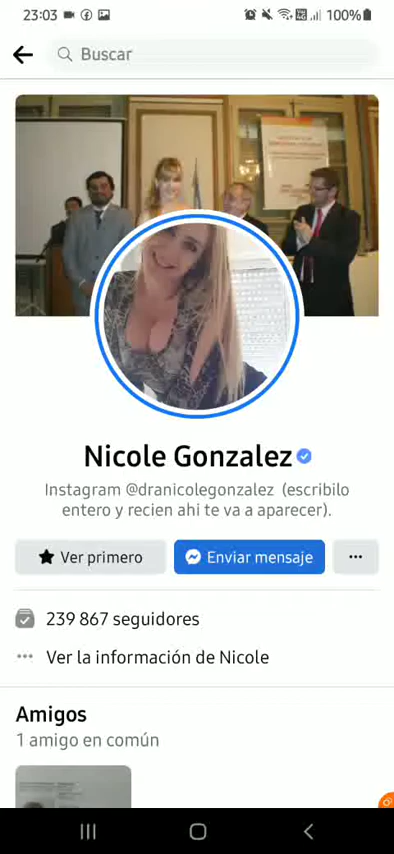 23:03
100%
Buscar
Nicole Gonzalez
Instagram @dranicolegonzalez (escribilo
entero y recien ahi te va a aparecer).
Ver primero
Enviar mensaje
239 867 seguidores
Ver la información de Nicole
Amigos
1 amigo en común